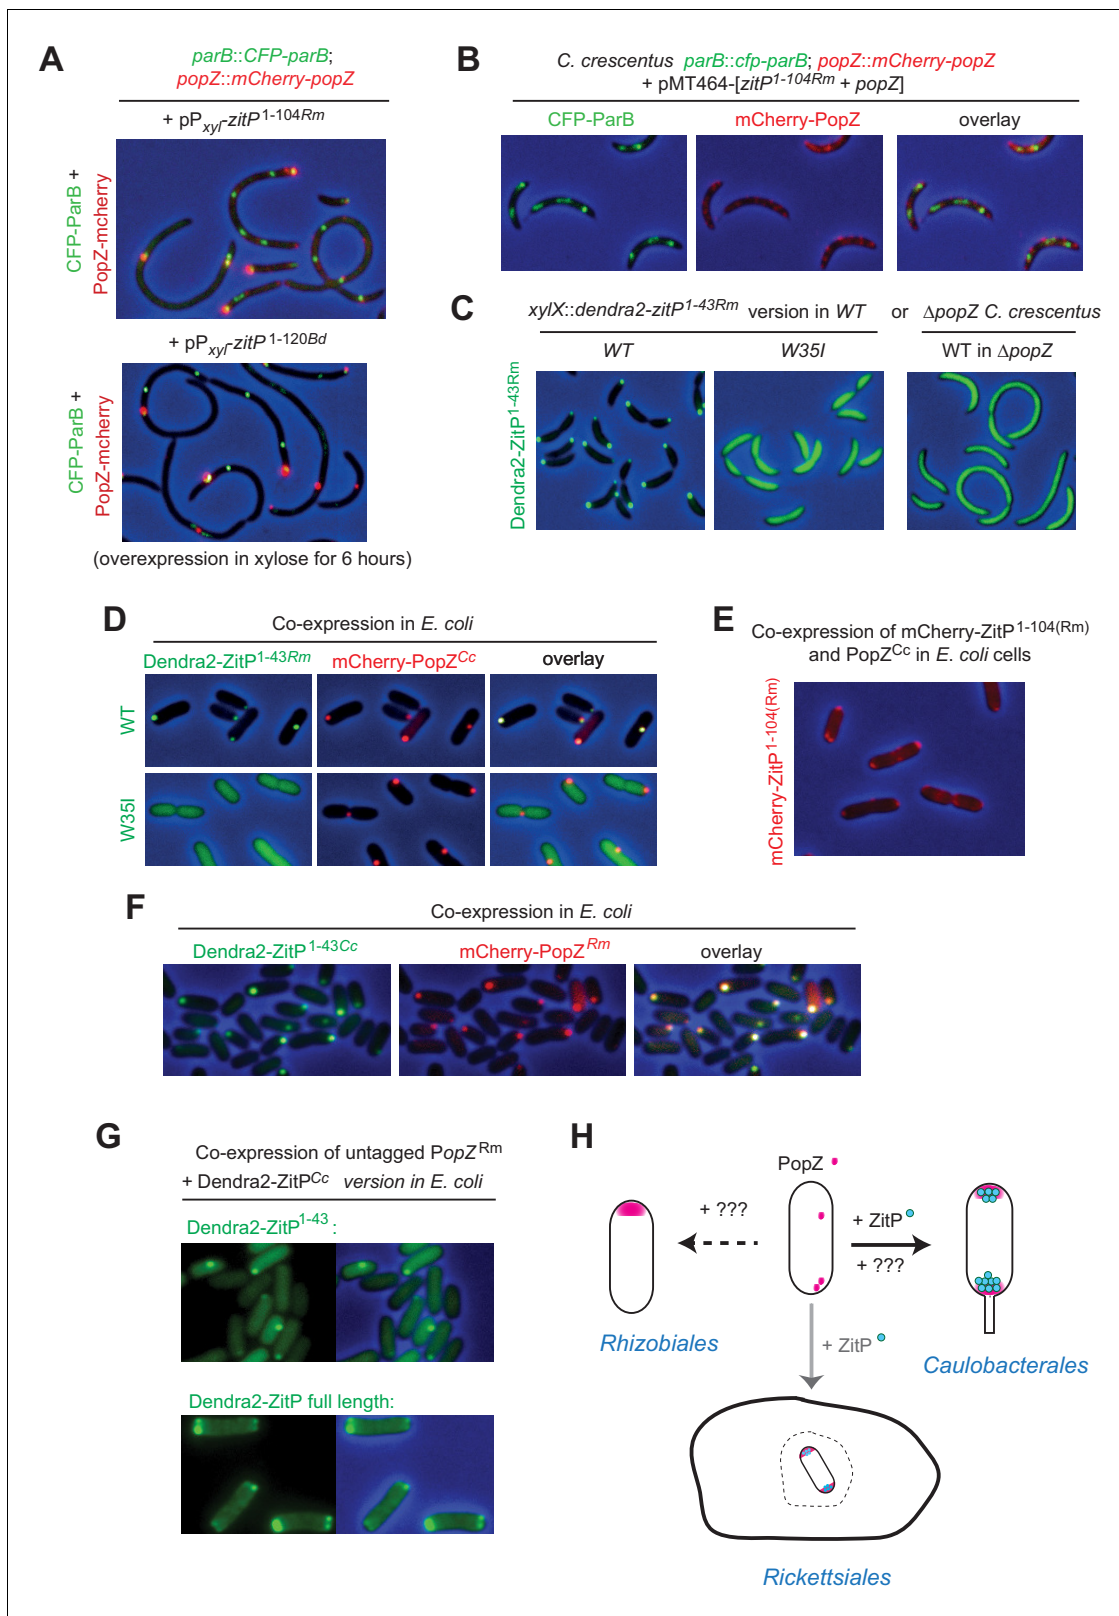 A
parB::CFP-parB;
popZ::mCherry-popZ
+ pPxyl-zitP1-104Rm
CFP-ParB +
PopZ-mcherry
+ pPxyl-zitP1-120Bd
CFP-ParB +
PopZ-mcherry
(overexpression in xylose for 6 hours)
B
C. crescentus parB::cfp-parB; popZ::mCherry-popZ
+ pMT464-[zitP1-104Rm + popZ]
CFP-ParB mCherry-PopZ overlay
C
xylX::dendra2-zitP1-43Rm version in WT or ΔpopZ C. crescentus
WT W35I WT in ΔpopZ
Dendra2-ZitP1-43Rm
D
Co-expression in E. coli
Dendra2-ZitP1-43Rm mCherry-PopZCc overlay
WT
W35I
E
Co-expression of mCherry-ZitP1-104(Rm)
and PopZCc in E. coli cells
mCherry-ZitP1-104(Rm)
F
Co-expression in E. coli
Dendra2-ZitP1-43Cc mCherry-PopZRm overlay
G
Co-expression of untagged PopZRm
+ Dendra2-ZitPCc version in E. coli
Dendra2-ZitP1-43:
Dendra2-ZitP full length:
H
PopZ
+ ???
+ ZitP
+ ???
Rhizobiales
+ ZitP
Caulobacterales
Rickettsiales